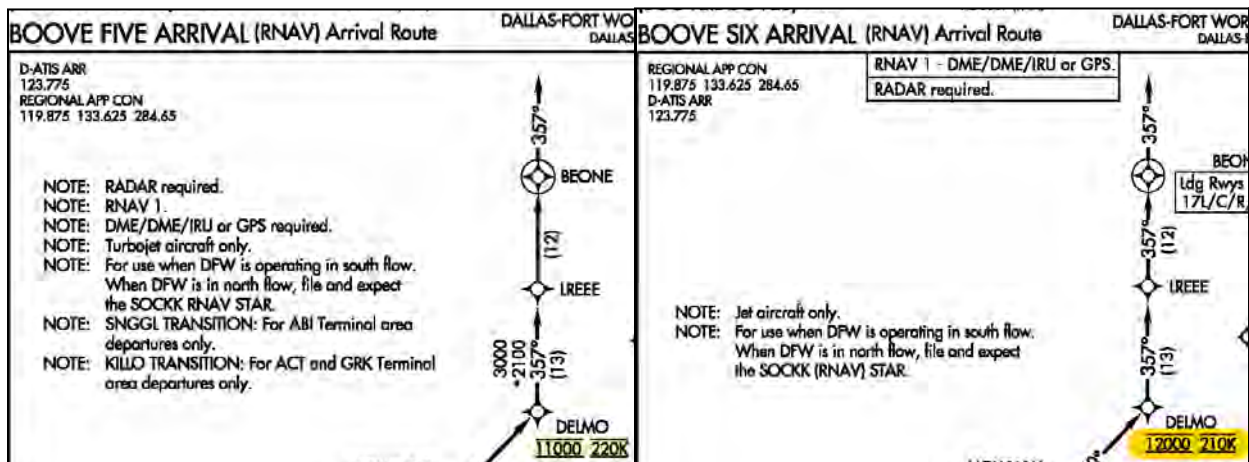 BOOVE FIVE ARRIVAL (RNAV) Arrival Route
DALLAS-FORT WO
DALLAS
D-ATIS ARR
123.775
REGIONAL APP CON
119.875 133.625 284.65
NOTE: RADAR required.
NOTE: RNAV 1.
NOTE: DME/DME/IRU or GPS required.
NOTE: Turbojet aircraft only.
NOTE: For use when DFW is operating in south flow.
When DFW is in north flow, file and expect
the SOCKK RNAV STAR.
NOTE: SNGGL TRANSITION: For ABI Terminal area
departures only.
NOTE: KILLO TRANSITION: For ACT and GRK Terminal
area departures only.
357°
BEONE
(12)
LREEE
3000
*2100
357°
(13)
DELMO
11000 220K
BOOVE SIX ARRIVAL (RNAV) Arrival Route
DALLAS-FORT WOR
DALLAS-
REGIONAL APP CON
119.875 133.625 284.65
D-ATIS ARR
123.775
RNAV 1 - DME/DME/IRU or GPS.
RADAR required.
NOTE: Jet aircraft only.
NOTE: For use when DFW is operating in south flow.
When DFW is in north flow, file and expect
the SOCKK (RNAV) STAR.
357°
BEON
Ldg Rwys
17L/C/R
357°
(12)
LREEE
357°
(13)
DELMO
12000 210K